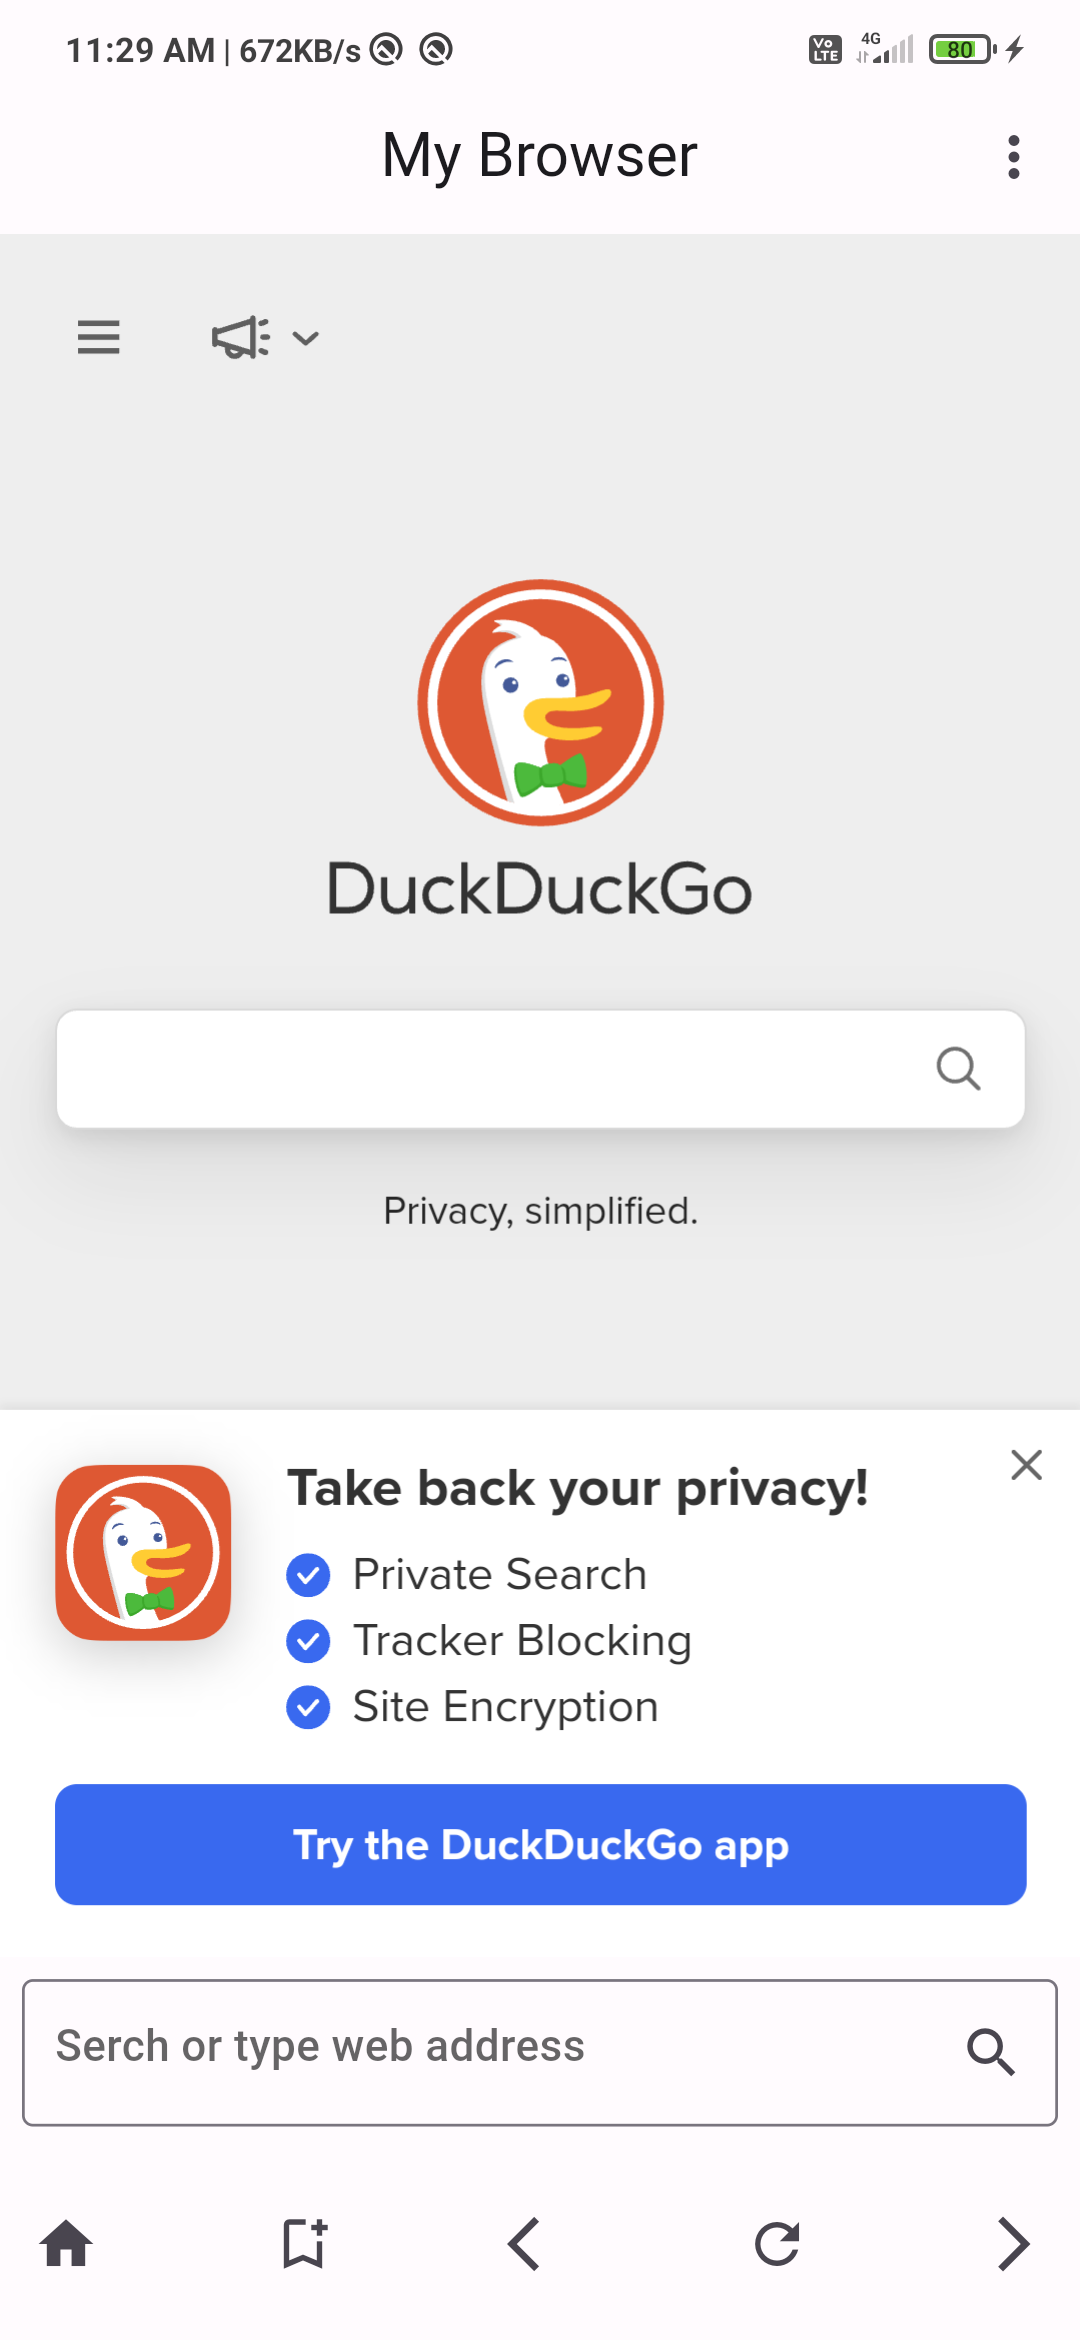 11:29 AM | 672KB/s
Vo LTE 4G 80
My Browser
DuckDuckGo
Privacy, simplified.
Take back your privacy!
Private Search
Tracker Blocking
Site Encryption
Try the DuckDuckGo app
Serch or type web address